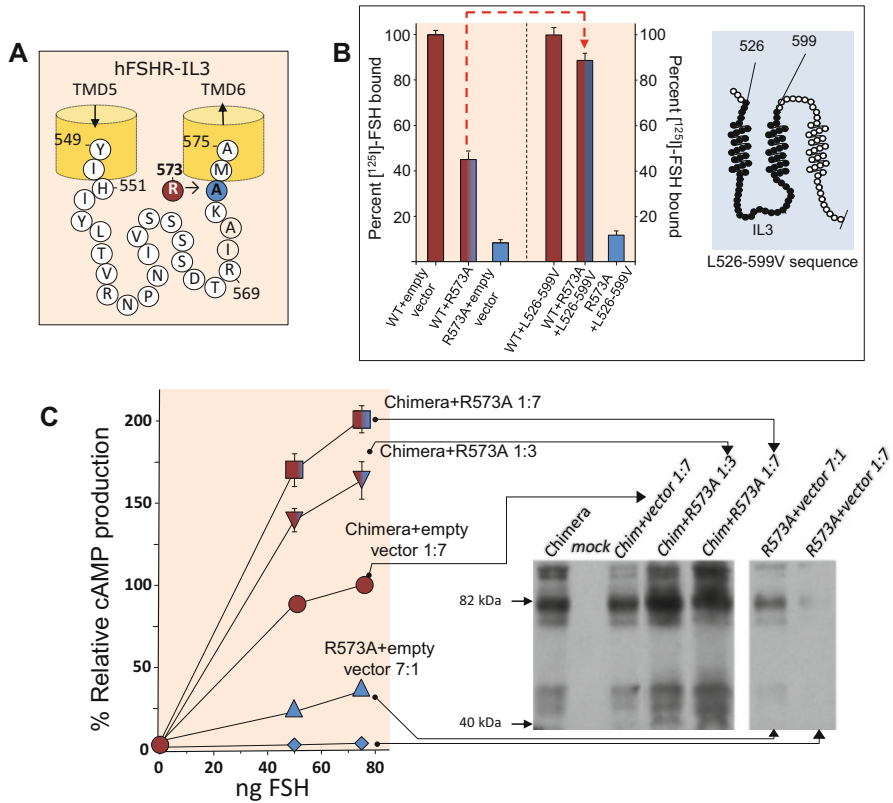 A
hFSHR-IL3
TMD5
TMD6
549
575
Y
A
I
M
573
H
551
R
A
I
K
Y
S
S
A
L
V
S
I
T
I
S
R
V
N
D
T
R
N
P
569
B
Percent [125I]-FSH bound
100
80
60
40
20
WT+empty
vector
WT+R573A
R573A+empty
vector
WT+L526-599V
WT+R573A
+L526-599V
R573A
+L526-599V
100
80
60
40
20
Percent [125I]-FSH
bound
526
599
IL3
L526-599V sequence
C
% Relative cAMP production
200
150
100
50
0
0
20
40
60
80
ng FSH
Chimera+R573A 1:7
Chimera+R573A 1:3
Chimera+empty
vector 1:7
R573A+empty
vector 7:1
Chimera
mock
Chim+vector 1:7
Chim+R573A 1:3
Chim+R573A 1:7
R573A+vector 7:1
R573A+vector 1:7
82 kDa
40 kDa